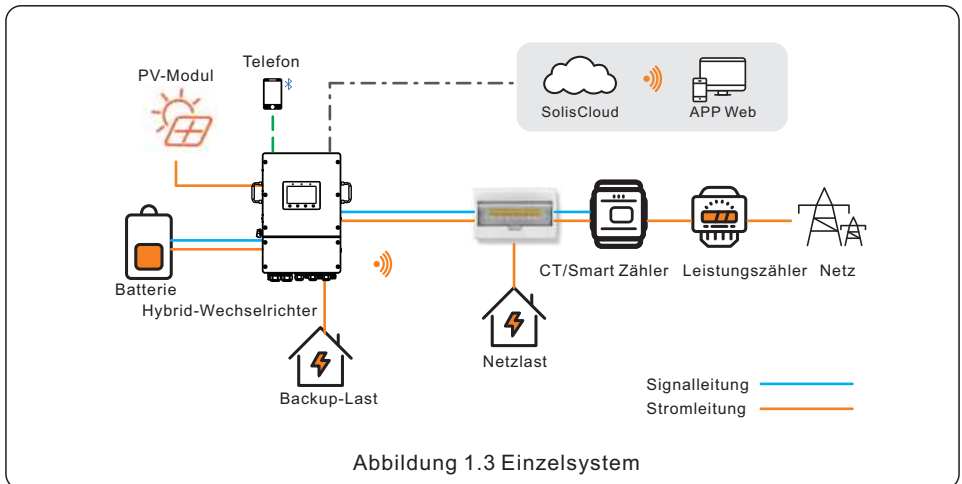 Telefon
PV-Modul
SolisCloud
APP Web
CT/Smart Zähler
Leistungszähler
Netz
Batterie
Hybrid-Wechselrichter
Netzlast
Backup-Last
Signalleitung
Stromleitung
Abbildung 1.3 Einzelsystem